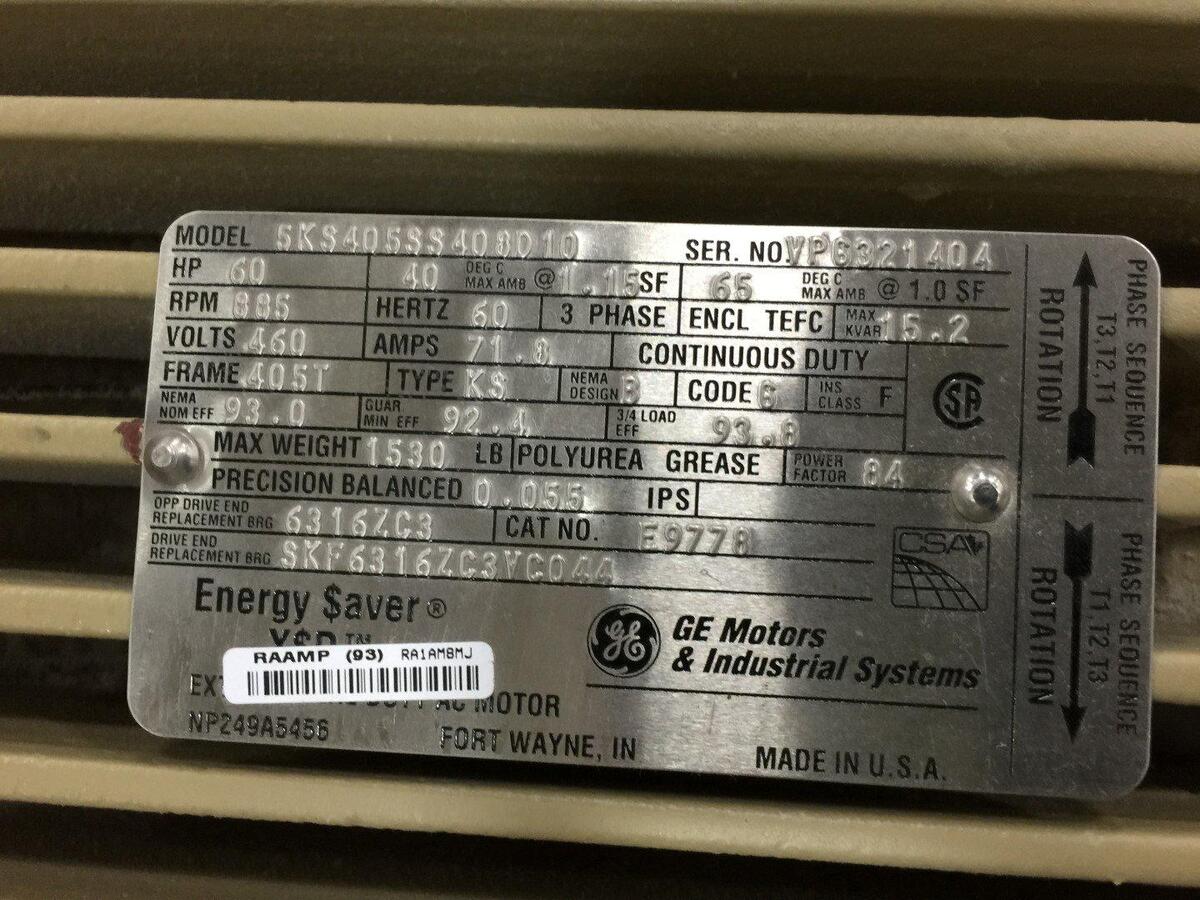 MODEL 5KS405SS408D10 SER. NO. VP6321404
HP 60 40 DEG C MAX AMB @ 1.15 SF 65 DEG C MAX AMB @ 1.0 SF
RPM 885 HERTZ 60 3 PHASE ENCL TEFC MAX KVAR 15.2
VOLTS 460 AMPS 71.8 CONTINUOUS DUTY
FRAME 405T TYPE KS NEMA DESIGN B CODE G INS CLASS F
NEMA NOM EFF 93.0 GUAR MIN EFF 92.4 3/4 LOAD EFF 93.8
MAX WEIGHT 1530 LB POLYUREA GREASE POWER FACTOR 84
PRECISION BALANCED 0.055 IPS
OPP DRIVE END REPLACEMENT BRG 6316ZC3 CAT NO. E9778
DRIVE END REPLACEMENT BRG SKF6316ZC3VC044
SA
CSA
Energy $aver®
X$D™
RAAMP (93) RA1AM8MJ
AC MOTOR
NP249A5456 FORT WAYNE, IN MADE IN U.S.A.
GE
GE Motors
& Industrial Systems
PHASE SEQUENCE
T3,T2,T1
ROTATION
PHASE SEQUENCE
T1,T2,T3
ROTATION